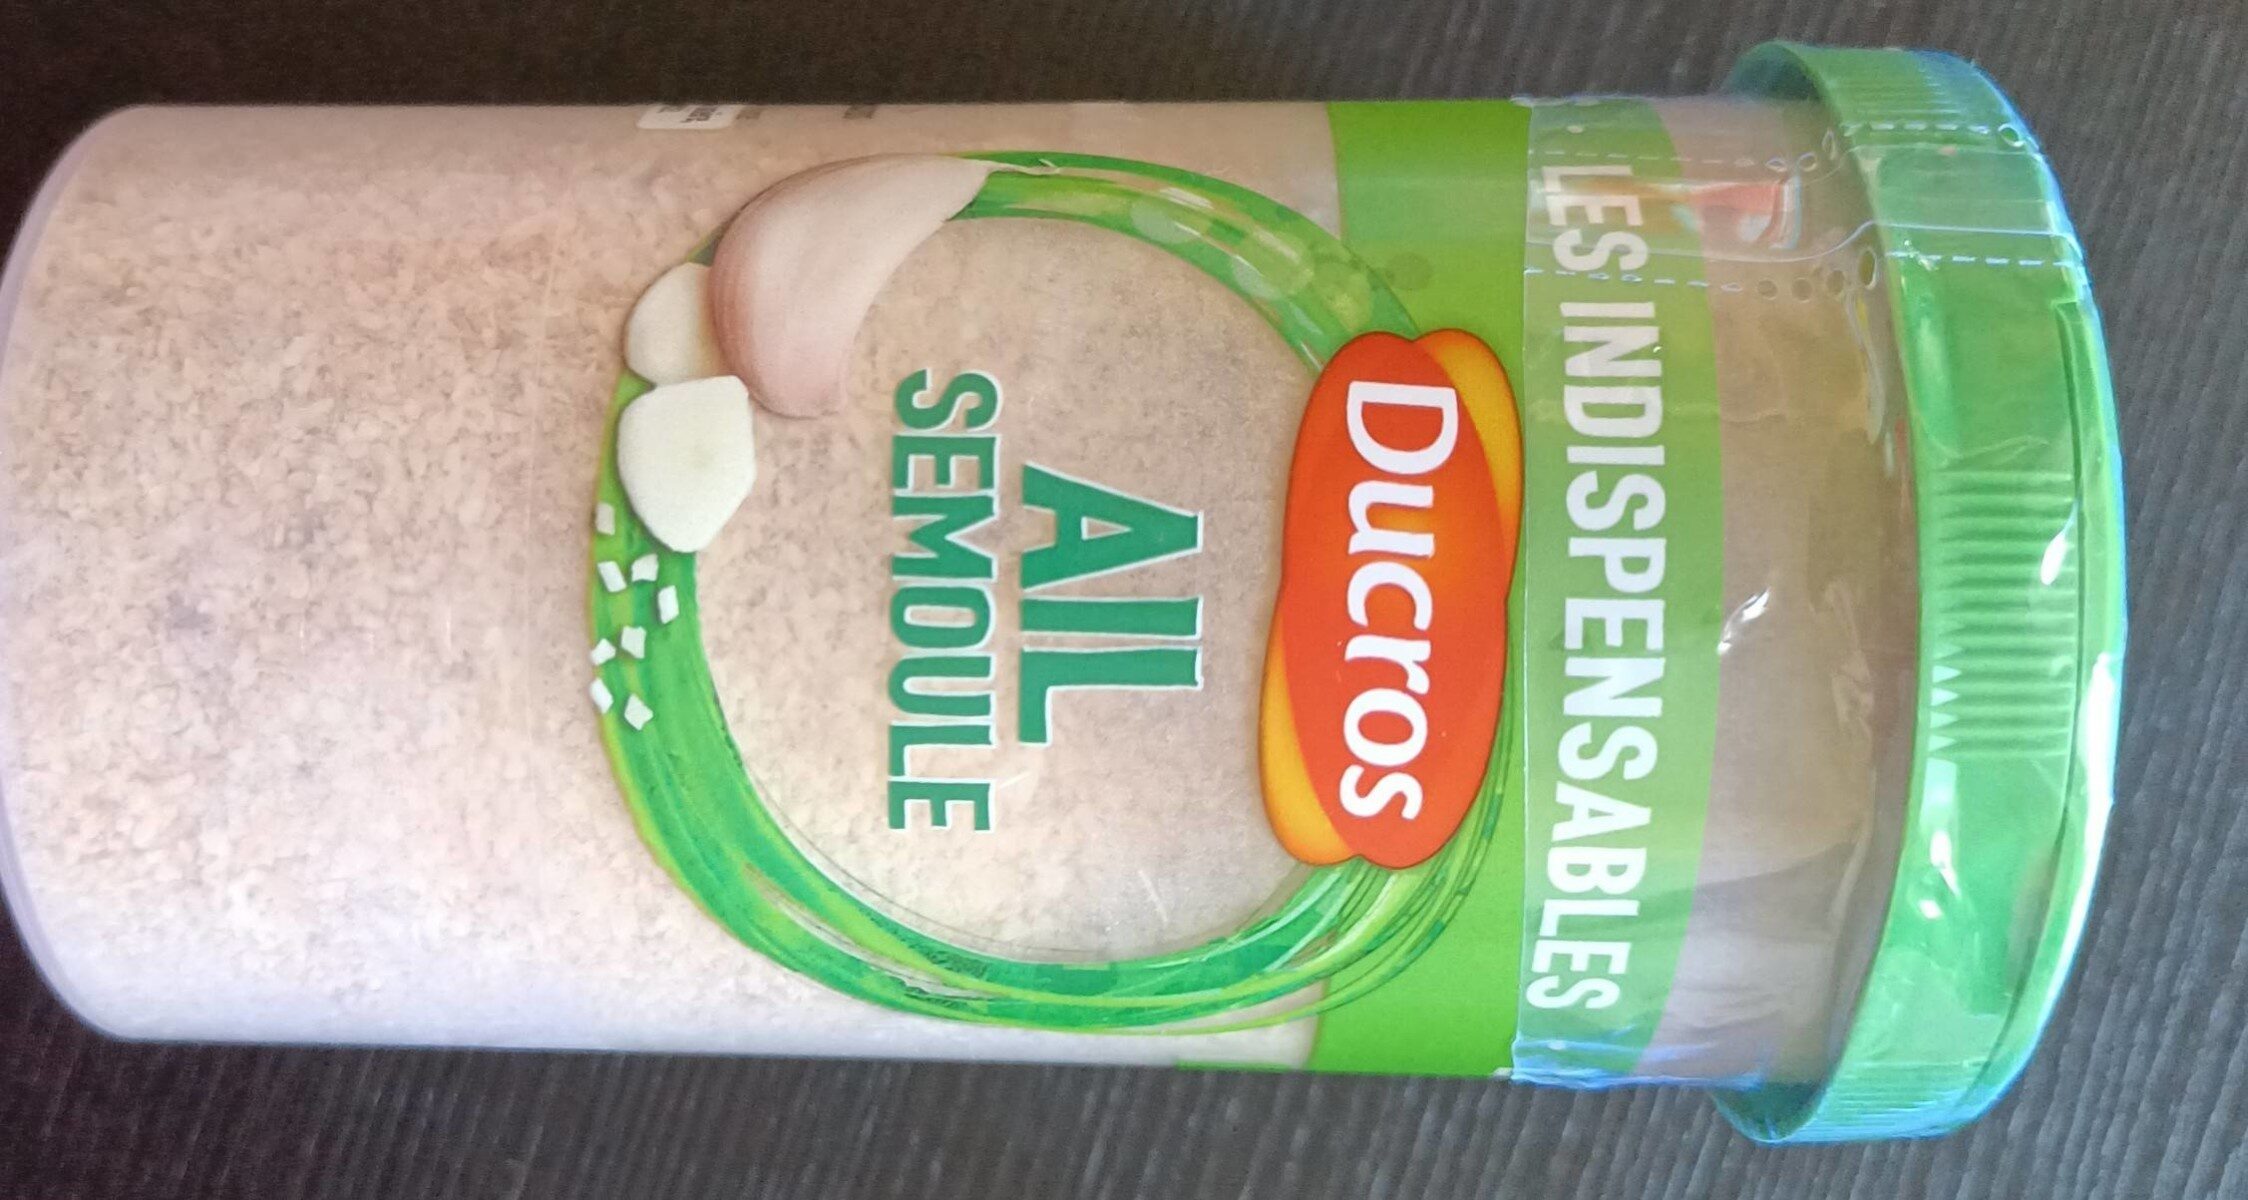 LES INDISPENSABLES
Ducros
AIL
SEMOULE